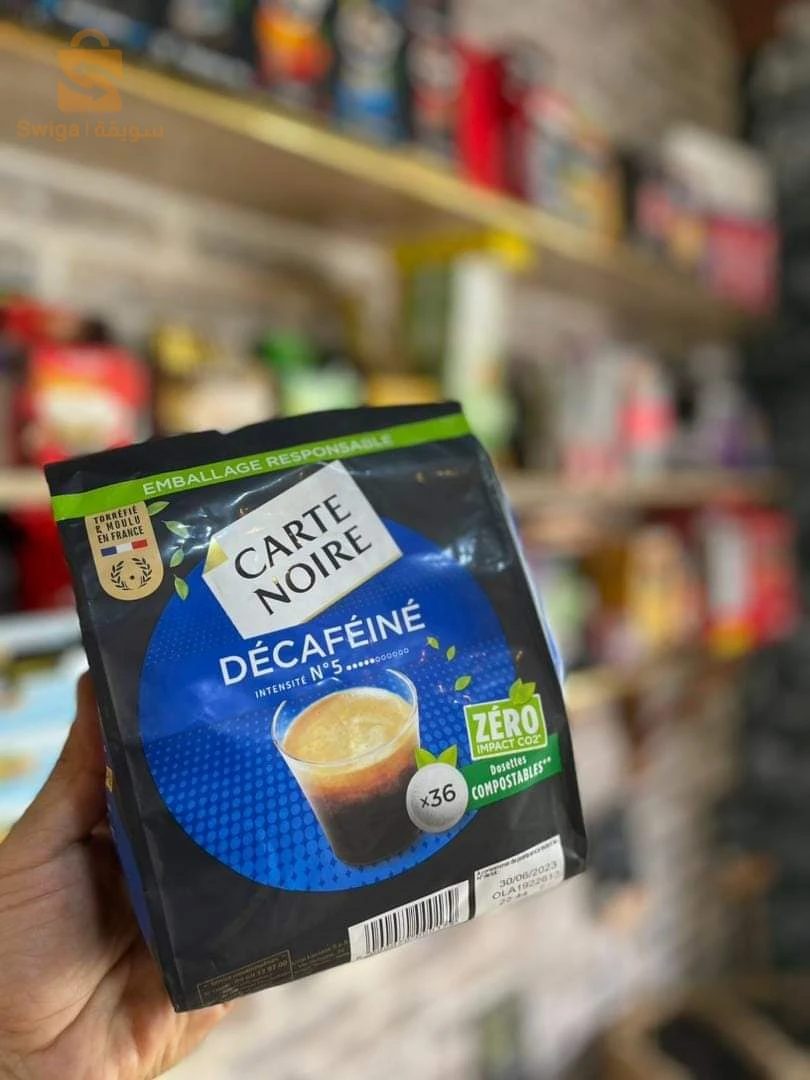 Swiga | سويقة
EMBALLAGE RESPONSABLE
TORRÉFIÉ
& MOULU
EN FRANCE
CARTE
NOIRE
DÉCAFÉINÉ
INTENSITÉ N°5
ZÉRO
IMPACT CO2*
Dosettes
COMPOSTABLES**
x36
30/06/2023